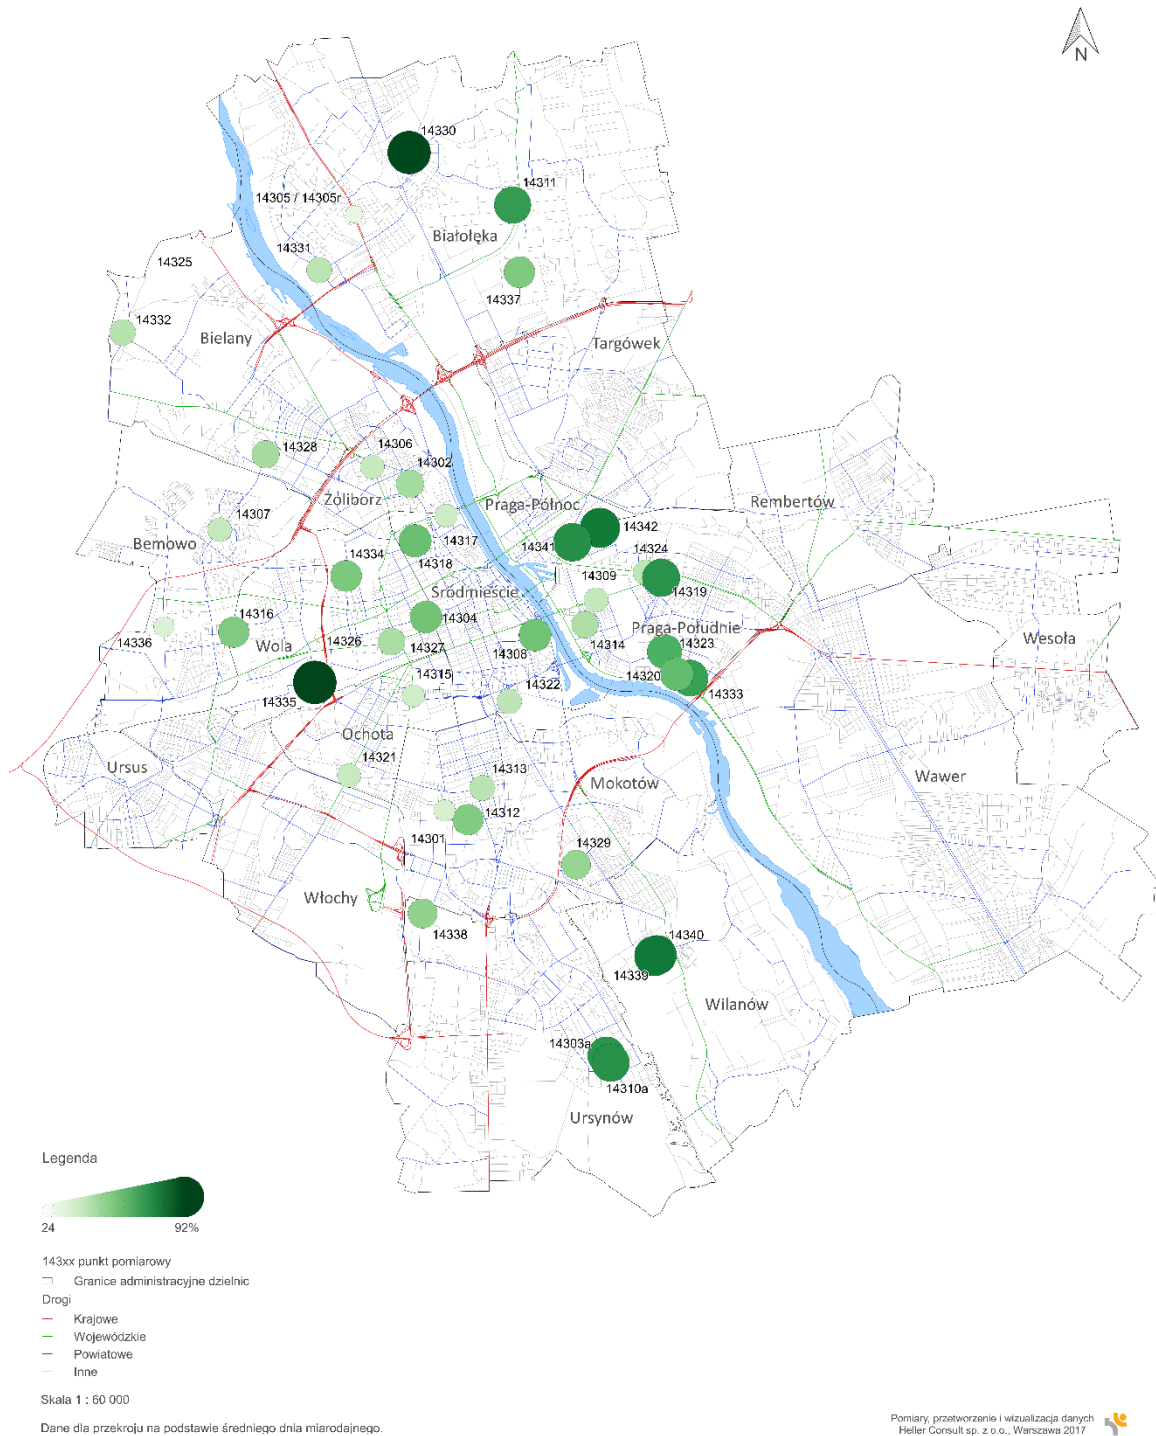 N
14330
14311
14305 / 14305r
Białołęka
14331
14325
14337
14332
Bielany
Targówek
14328
14306
14302
Żoliborz
Praga-Północ
Rembertów
14307
14342
Bemowo
14317
14341
14324
14334
14318
14309
Śródmieście
14319
14316
14304
14336
Wola
14326
14327
14308
14314
Praga-Południe
14323
Wesoła
14315
14320
14322
14333
14335
Ochota
14321
Ursus
14313
Mokotów
Wawer
14312
14301
14329
Włochy
14338
14340
14339
Wilanów
14303a
14310a
Ursynów
Legenda
24 92%
143xx punkt pomiarowy
Granice administracyjne dzielnic
Drogi
Krajowe
Wojewódzkie
Powiatowe
Inne
Skala 1 : 60 000
Dane dla przekroju na podstawie średniego dnia miarodajnego.
Pomiary, przetworzenie i wizualizacja danych
Heller Consult sp. z o.o., Warszawa 2017